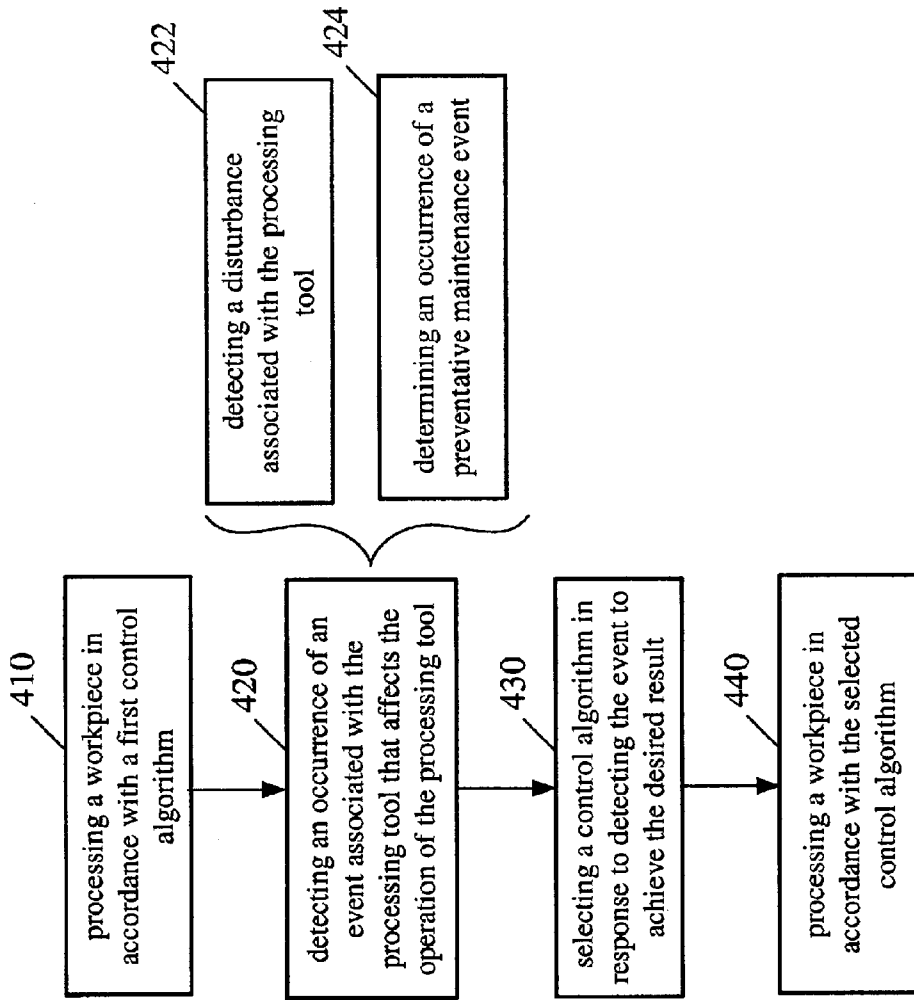 410
processing a workpiece in
accordance with a first control
algorithm
420
detecting an occurrence of an
event associated with the
processing tool that affects the
operation of the processing tool
422
detecting a disturbance
associated with the processing
tool
424
determining an occurrence of a
preventative maintenance event
430
selecting a control algorithm in
response to detecting the event to
achieve the desired result
440
processing a workpiece in
accordance with the selected
control algorithm